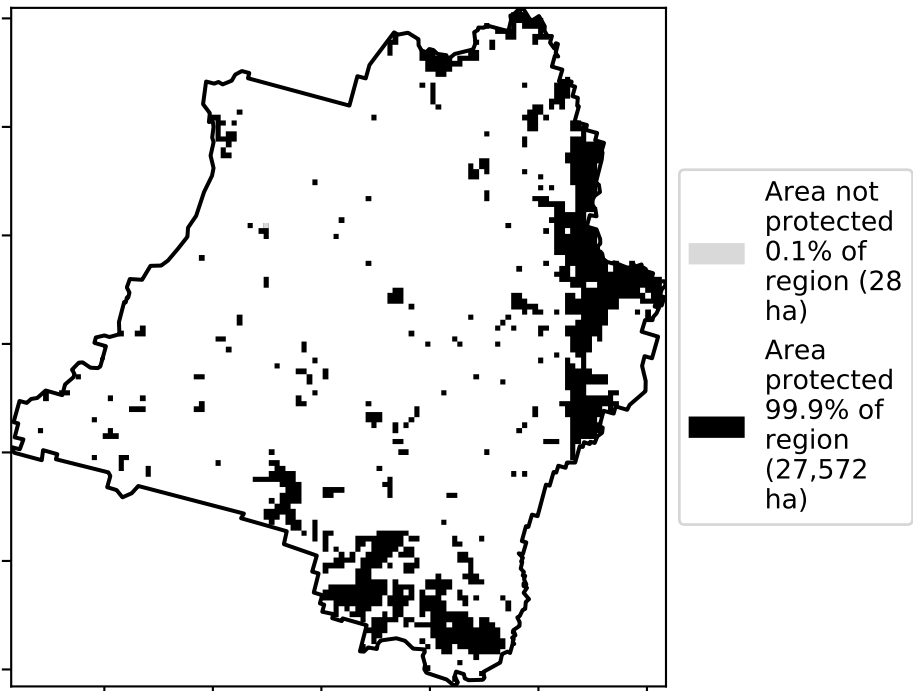 Area not
protected
0.1% of
region (28
ha)
Area
protected
99.9% of
region
(27,572
ha)